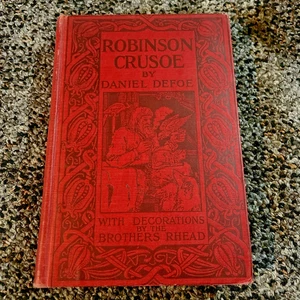 ROBINSON
CRUSOE
BY
DANIEL DEFOE
WITH DECORATIONS
BY THE
BROTHERS RHEAD